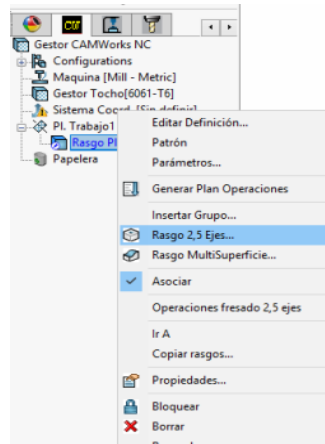 Gestor CAMWorks NC
Configurations
Maquina [Mill - Metric]
Gestor Tocho[6061-T6]
Sistema Coord. [Sin definir]
Pl. Trabajo1
Rasgo Pl
Papelera
Editar Definición...
Patrón
Parámetros...
Generar Plan Operaciones
Insertar Grupo...
Rasgo 2,5 Ejes...
Rasgo MultiSuperficie...
Asociar
Operaciones fresado 2,5 ejes
Ir A
Copiar rasgos...
Propiedades...
Bloquear
Borrar